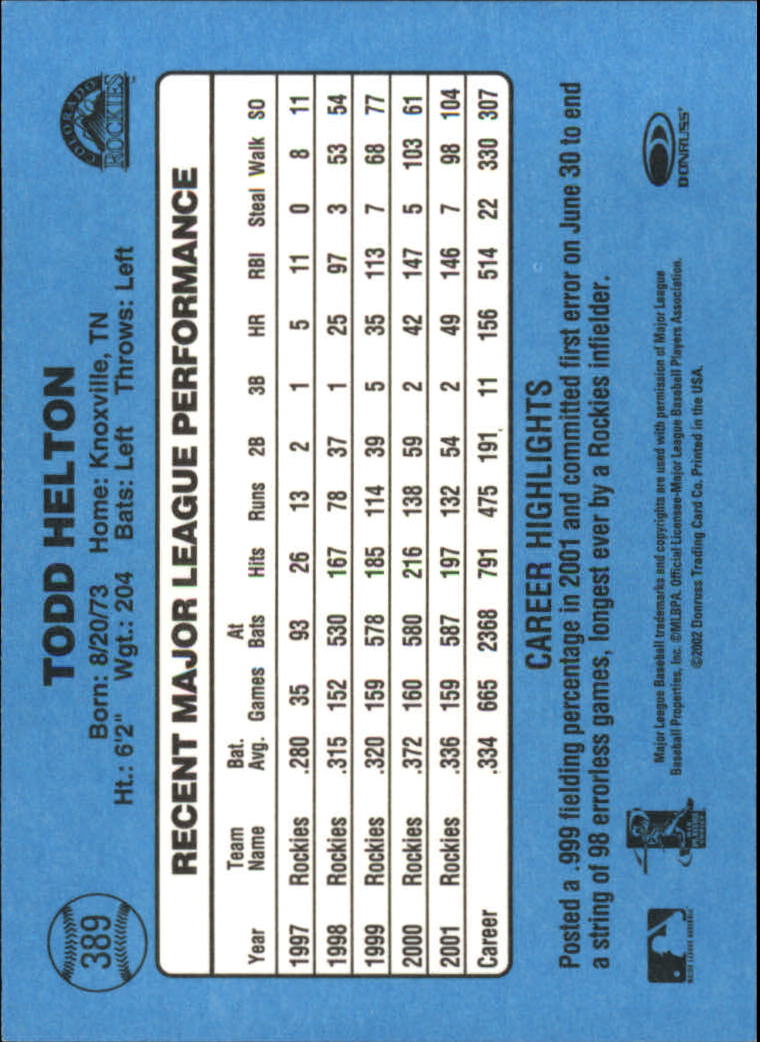 389
TODD HELTON
Born: 8/20/73 Home: Knoxville, TN
Ht.: 6'2" Wgt.: 204 Bats: Left Throws: Left
COLORADO
ROCKIES
RECENT MAJOR LEAGUE PERFORMANCE
Year Team Name Bat. Avg. Games At Bats Hits Runs 2B 3B HR RBI Steal Walk SO
1997 Rockies .280 35 93 26 13 2 1 5 11 0 8 11
1998 Rockies .315 152 530 167 78 37 1 25 97 3 53 54
1999 Rockies .320 159 578 185 114 39 5 35 113 7 68 77
2000 Rockies .372 160 580 216 138 59 2 42 147 5 103 61
2001 Rockies .336 159 587 197 132 54 2 49 146 7 98 104
Career .334 665 2368 791 475 191 11 156 514 22 330 307
CAREER HIGHLIGHTS
Posted a .999 fielding percentage in 2001 and committed first error on June 30 to end
a string of 98 errorless games, longest ever by a Rockies infielder.
Major League Baseball trademarks and copyrights are used with permission of Major League
Baseball Properties, Inc. ©MLBPA. Official Licensee-Major League Baseball Players Association.
©2002 Donruss Trading Card Co. Printed in the USA.
DONRUSS